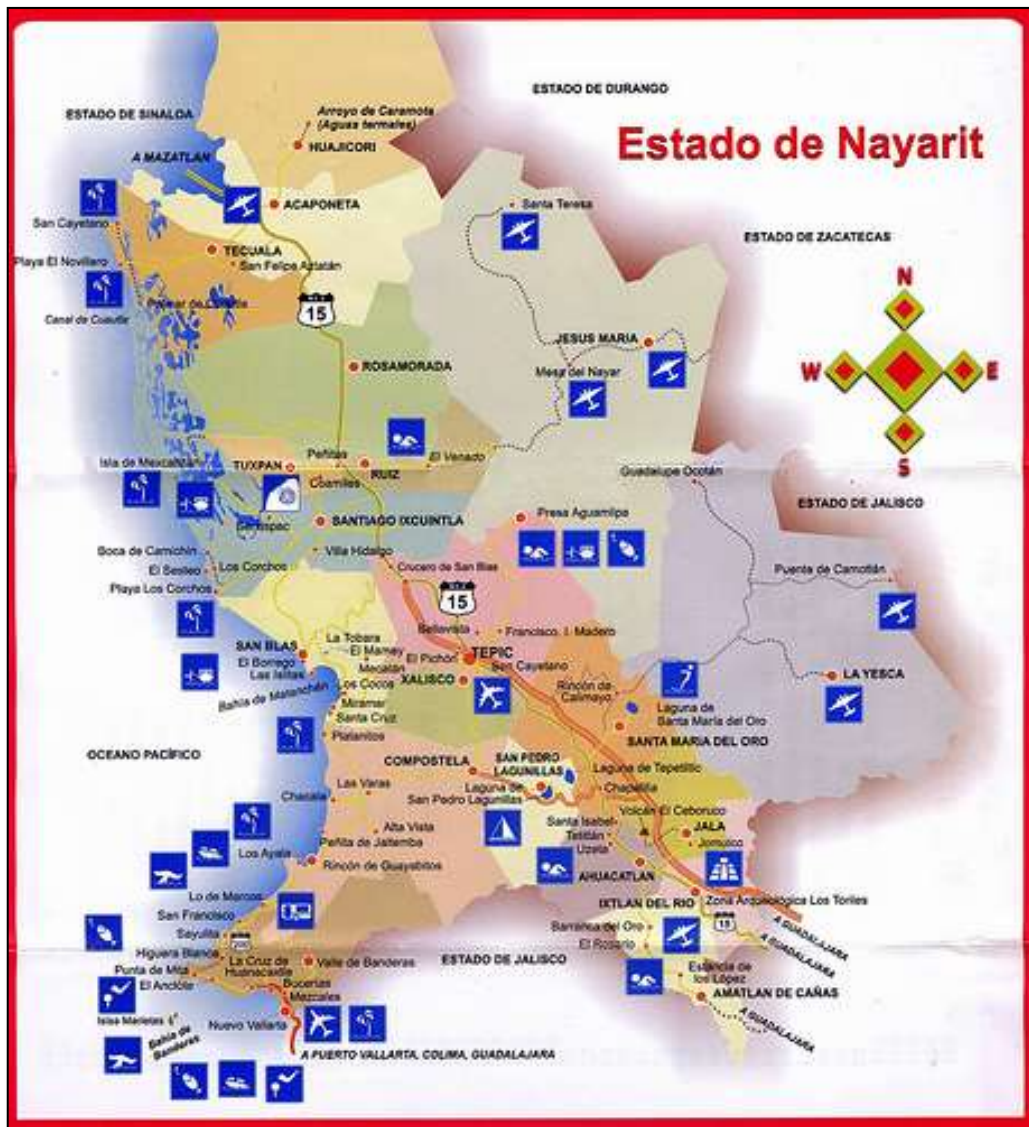 ESTADO DE DURANGO
Estado de Nayarit
ESTADO DE SINALOA
Arroyo de Caramota
(Aguas termales)
HUAJICORI
A MAZATLAN
ACAPONETA
Santa Teresa
San Cayetano
ESTADO DE ZACATECAS
TECUALA
San Felipe Aztatán
Playa El Novillero
N
W
E
S
Canal de Cuautla
15
JESUS MARIA
ROSAMORADA
Mesa del Nayar
Isla de Mexcaltitán
TUXPAN
Peñitas
RUIZ
El Venado
Coamiles
Guadalupe Ocotán
ESTADO DE JALISCO
SANTIAGO IXCUINTLA
Presa Aguamilpa
Boca de Camichín
Villa Hidalgo
El Sesteo
Los Corchos
Crucero de San Blas
Puente de Camotlán
Playa Los Corchos
15
Bellavista
Francisco. I. Madero
La Tobara
SAN BLAS
El Mamey
El Pichón
TEPIC
El Borrego
Mecatán
San Cayetano
Las Islitas
XALISCO
LA YESCA
Los Cocos
Rincón de
Calimayo
Bahía de Matanchén
Miramar
Laguna de
Santa María del Oro
Santa Cruz
Platanitos
SANTA MARIA DEL ORO
OCEANO PACÍFICO
COMPOSTELA
SAN PEDRO
LAGUNILLAS
Laguna de Tepetiltic
Las Varas
Laguna de
San Pedro Lagunillas
Chapalilla
Chacala
Volcán El Ceboruco
Alta Vista
Santa Isabel
JALA
Tetitlán
Peñita de Jaltemba
Jomulco
Uzeta
Los Ayala
Rincón de Guayabitos
AHUACATLAN
Lo de Marcos
IXTLAN DEL RIO
Zona Arqueológica Los Toriles
San Francisco
15
A GUADALAJARA
Sayulita
Barranca del Oro
A GUADALAJARA
200
El Rosario
Higuera Blanca
La Cruz de
Huanacaxtle
Valle de Banderas
ESTADO DE JALISCO
Punta de Mita
Estancia de
los López
El Anclote
Bucerias
Mezcales
AMATLAN DE CAÑAS
Islas Marietas
Nuevo Vallarta
A GUADALAJARA
Bahía de
Banderas
A PUERTO VALLARTA, COLIMA, GUADALAJARA